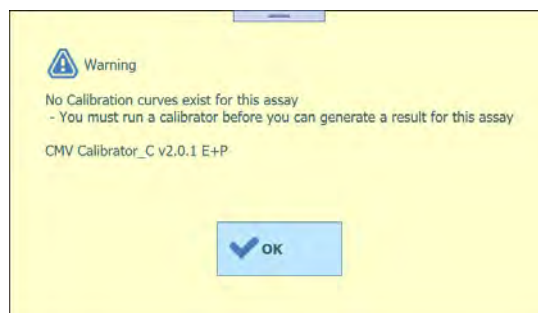 Warning
No Calibration curves exist for this assay
- You must run a calibrator before you can generate a result for this assay
CMV Calibrator_C v2.0.1 E+P
OK